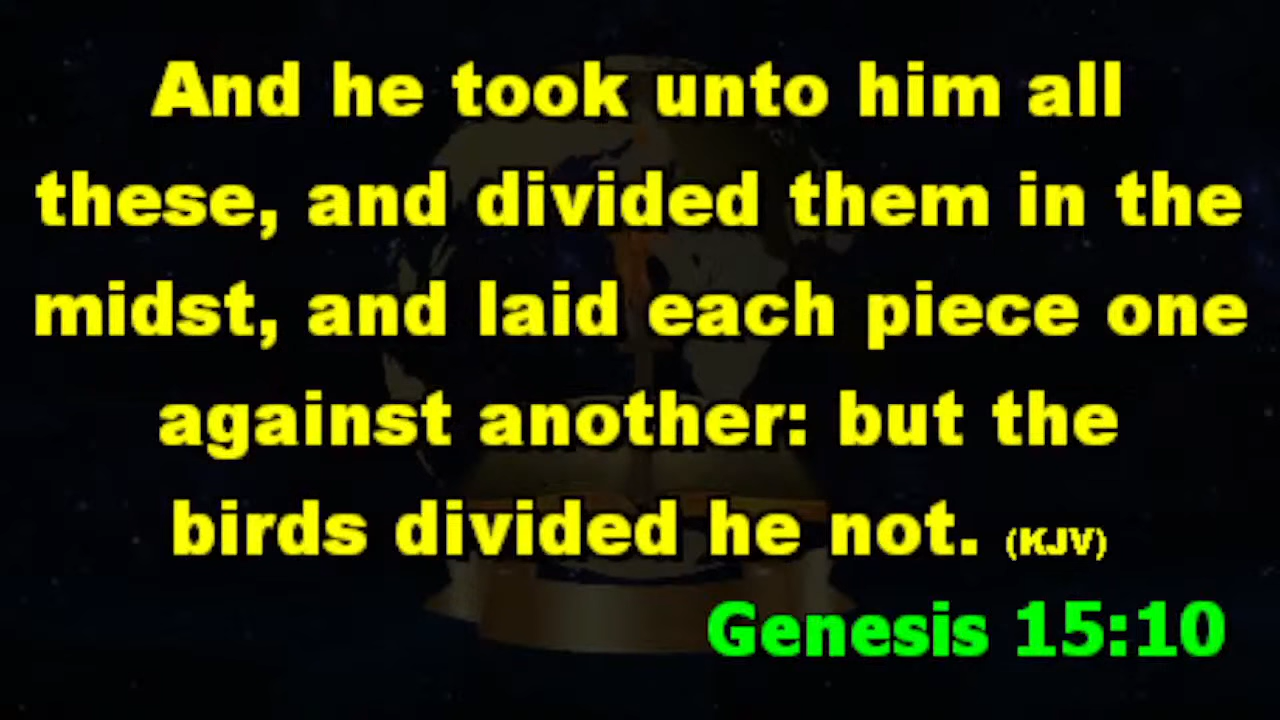 And he took unto him all
these, and divided them in the
midst, and laid each piece one
against another: but the
birds divided he not. (KJV)
Genesis 15:10